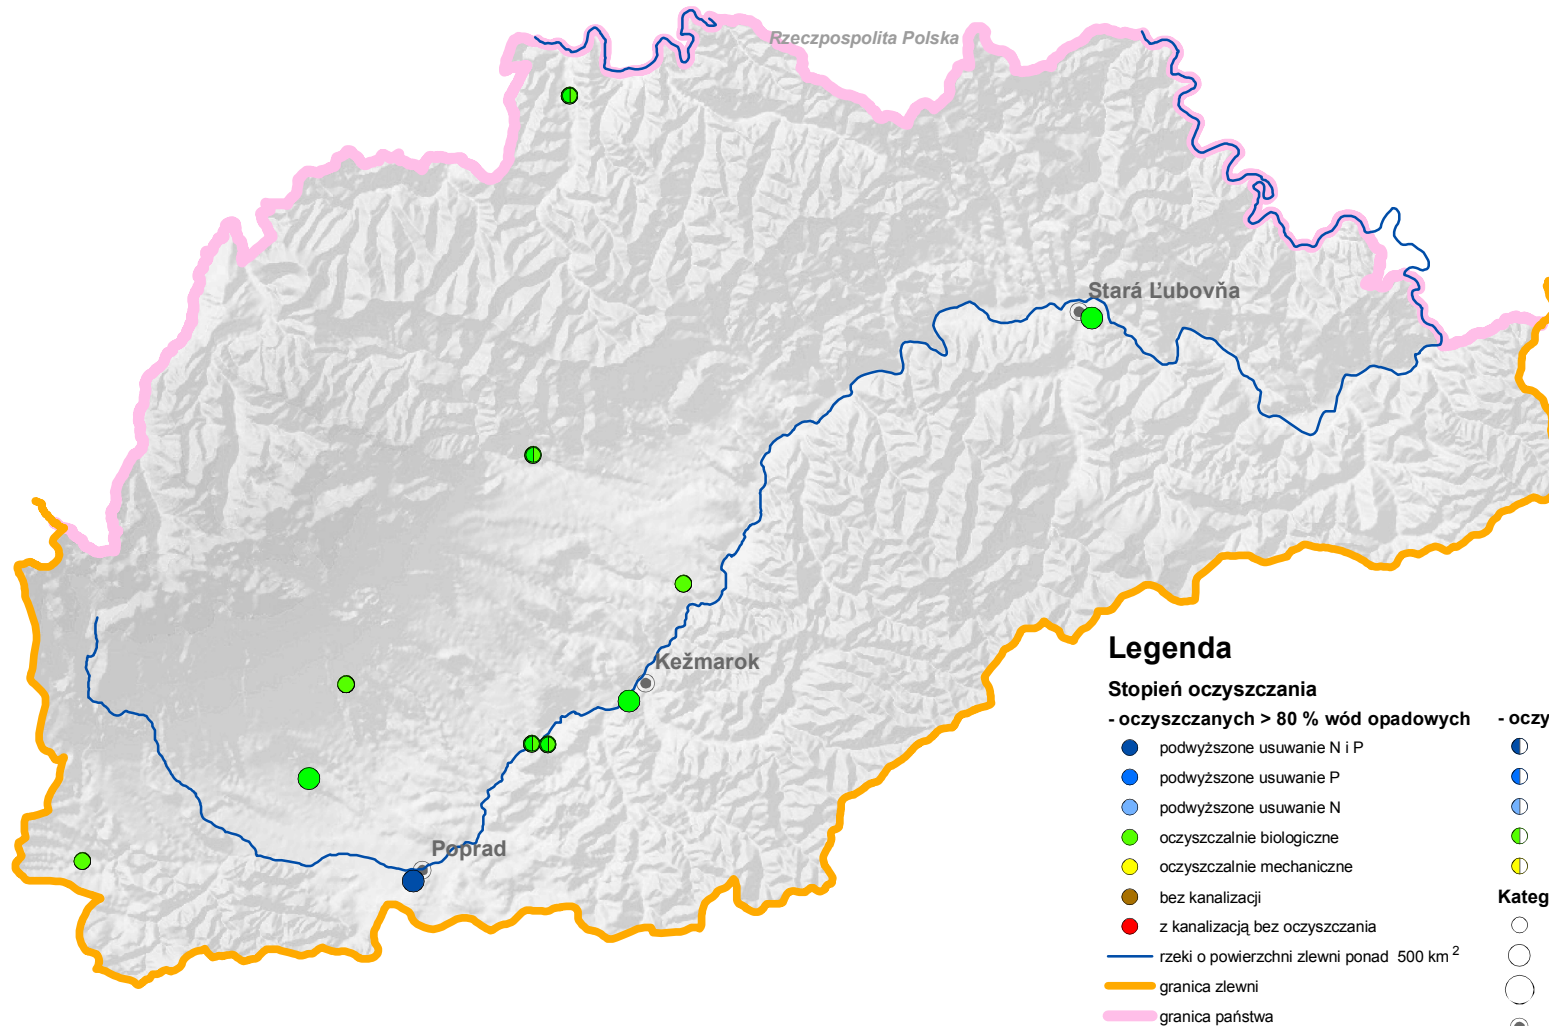 Rzeczpospolita Polska
Stará Ľubovňa
Kežmarok
Poprad
Legenda
Stopień oczyszczania
- oczyszczanych > 80 % wód opadowych
- oczy
podwyższone usuwanie N i P
podwyższone usuwanie P
podwyższone usuwanie N
oczyszczalnie biologiczne
oczyszczalnie mechaniczne
bez kanalizacji
Kateg
z kanalizacją bez oczyszczania
rzeki o powierzchni zlewni ponad 500 km 2
granica zlewni
granica państwa